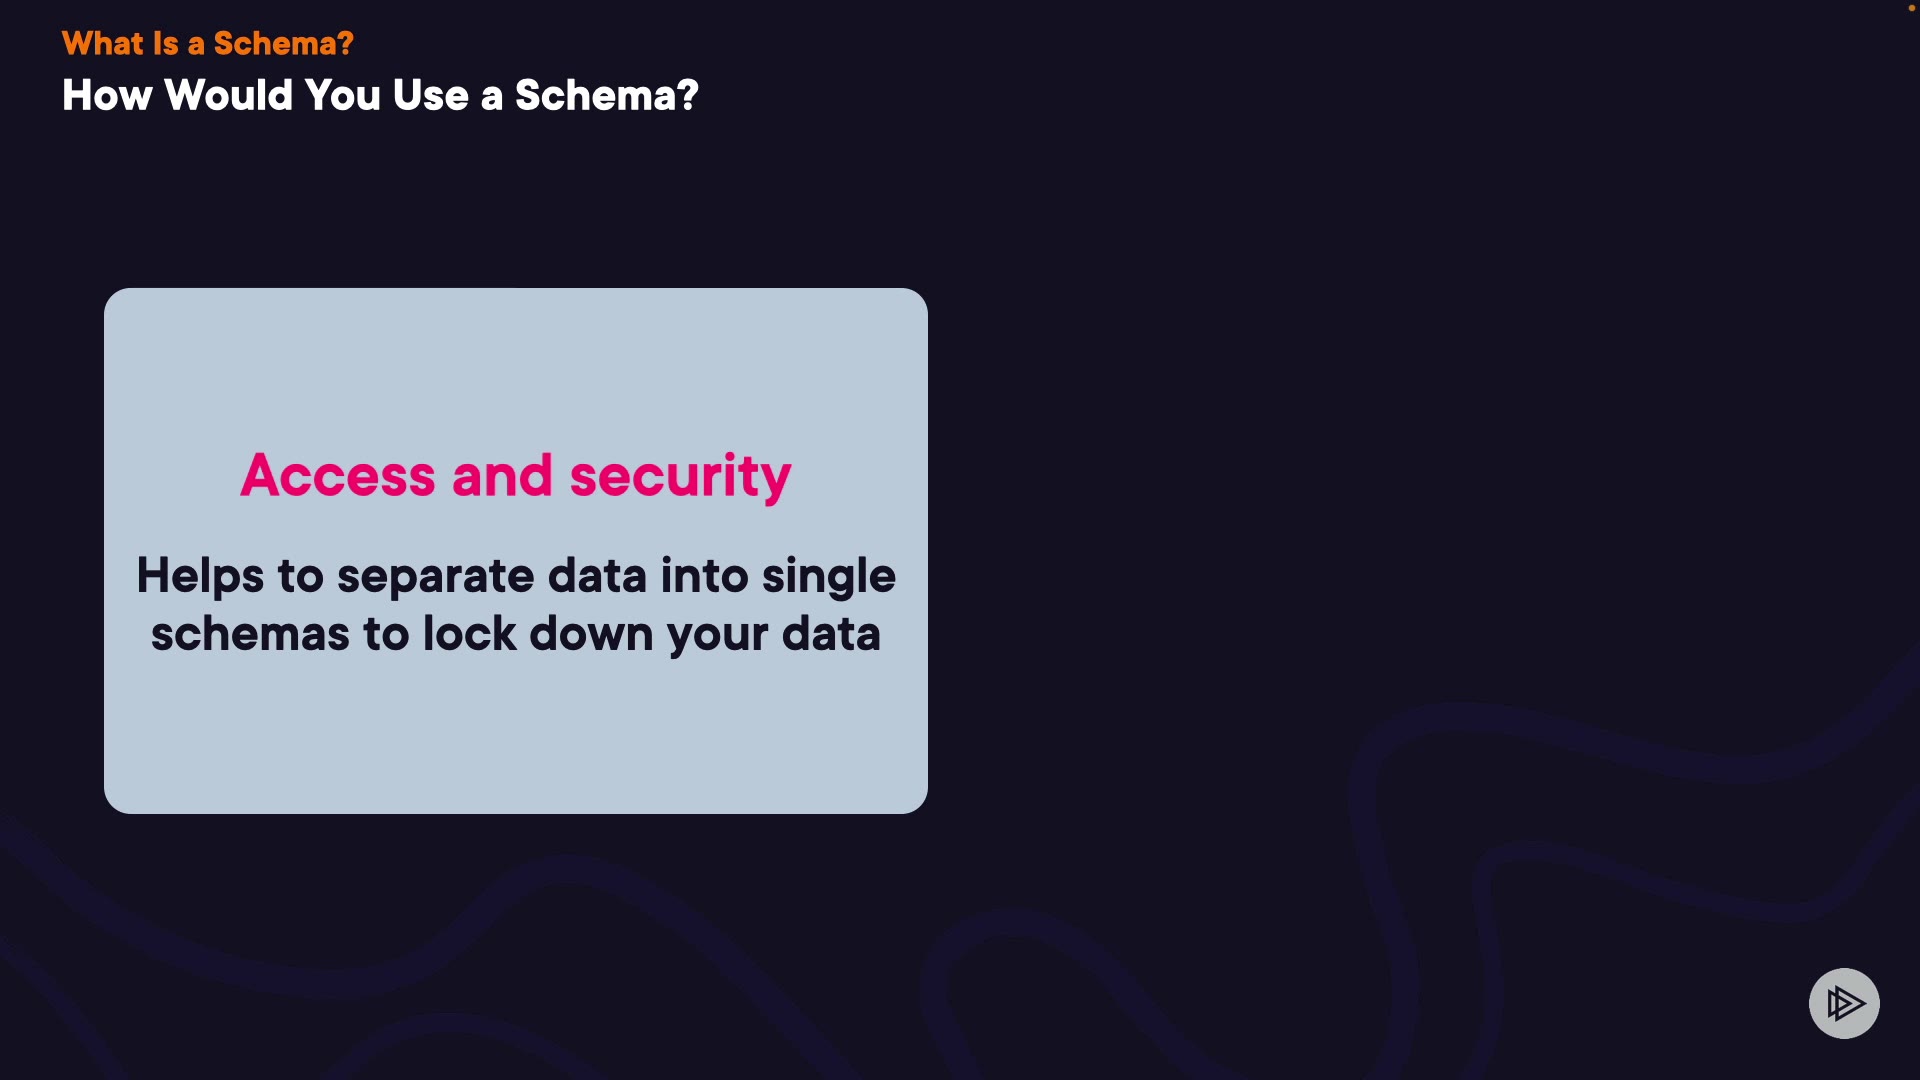 What Is a Schema?
How Would You Use a Schema?
Access and security
Helps to separate data into single
schemas to lock down your data